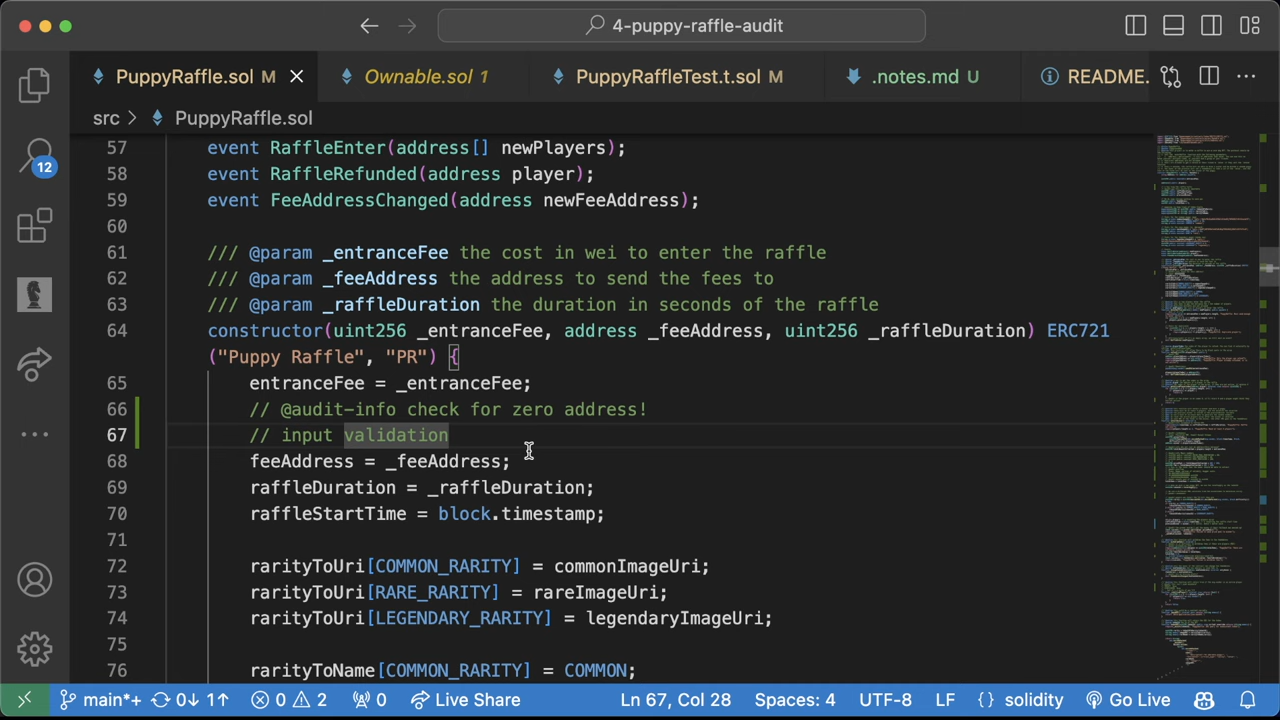 4-puppy-raffle-audit
PuppyRaffle.sol M
Ownable.sol 1
PuppyRaffleTest.t.sol M
.notes.md U
README.
src > PuppyRaffle.sol
12
57 event RaffleEnter(address[] newPlayers);
58 event RaffleRefunded(address player);
59 event FeeAddressChanged(address newFeeAddress);
60
61 /// @param _entranceFee the cost in wei to enter the raffle
62 /// @param _feeAddress the address to send the fees to
63 /// @param _raffleDuration the duration in seconds of the raffle
64 constructor(uint256 _entranceFee, address _feeAddress, uint256 _raffleDuration) ERC721
("Puppy Raffle", "PR") {
65 entranceFee = _entranceFee;
66 // @audit-info check for zero address!
67 // input validation
68 feeAddress = _feeAddress;
69 raffleDuration = _raffleDuration;
70 raffleStartTime = block.timestamp;
71
72 rarityToUri[COMMON_RARITY] = commonImageUri;
73 rarityToUri[RARE_RARITY] = rareImageUri;
74 rarityToUri[LEGENDARY_RARITY] = legendaryImageUri;
75
76 rarityToName[COMMON_RARITY] = COMMON;
main*+ 0↓ 1↑ 0 2 0 Live Share Ln 67, Col 28 Spaces: 4 UTF-8 LF {} solidity Go Live